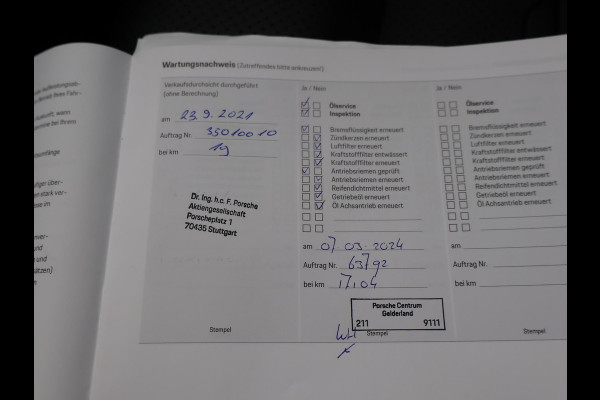 Wartungsnachweis (Zutreffendes bitte ankreuzen!)
Verkaufsdurchsicht durchgeführt
(ohne Berechnung)
am 23.9.2021
Auftrag Nr. 350100 10
bei km 19
Dr. Ing. h.c. F. Porsche
Aktiengesellschaft
Porscheplatz 1
70435 Stuttgart
Stempel
Ja / Nein
Ölservice
Inspektion
Bremsflüssigkeit erneuert
Zündkerzen erneuert
Luftfilter erneuert
Kraftstofffilter entwässert
Kraftstofffilter erneuert
Antriebsriemen geprüft
Antriebsriemen erneuert
Reifendichtmittel erneuert
Getriebeöl erneuert
Öl Achsantrieb erneuert
am 07 03-2024
Auftrag Nr. 63792
bei km 17.04
Porsche Centrum
Gelderland
211 9111
Stempel
Ja / Nein
Ölservice
Inspektion
Bremsflüssigkeit erneuert
Zündkerzen erneuert
Luftfilter erneuert
Kraftstofffilter entwässert
Kraftstofffilter erneuert
Antriebsriemen geprüft
Antriebsriemen erneuert
Reifendichtmittel erneuert
Getriebeöl erneuert
Öl Achsantrieb erneuert
am
Auftrag Nr.
bei km
Stempel